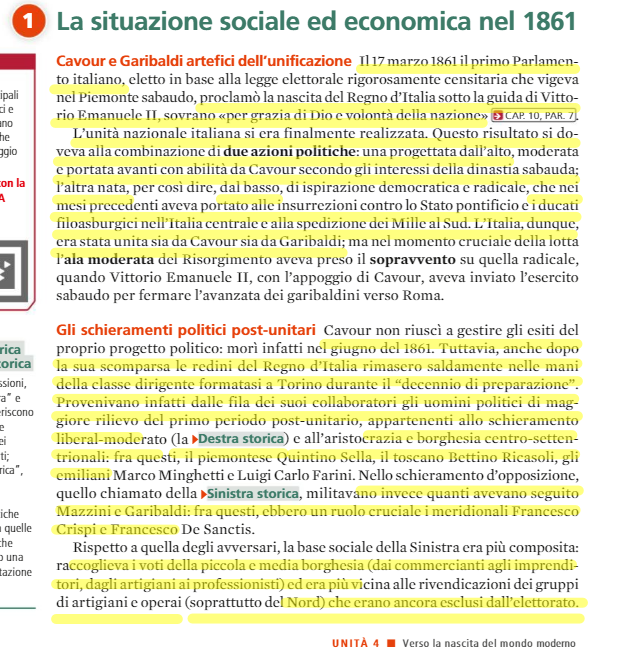 1 La situazione sociale ed economica nel 1861
Cavour e Garibaldi artefici dell'unificazione Il 17 marzo 1861 il primo Parlamen-
to italiano, eletto in base alla legge elettorale rigorosamente censitaria che vigeva
nel Piemonte sabaudo, proclamò la nascita del Regno d'Italia sotto la guida di Vitto-
rio Emanuele II, sovrano «per grazia di Dio e volontà della nazione» CAP. 10, PAR. 7.
L'unità nazionale italiana si era finalmente realizzata. Questo risultato si do-
veva alla combinazione di due azioni politiche: una progettata dall'alto, moderata
e portata avanti con abilità da Cavour secondo gli interessi della dinastia sabauda;
l'altra nata, per così dire, dal basso, di ispirazione democratica e radicale, che nei
mesi precedenti aveva portato alle insurrezioni contro lo Stato pontificio e i ducati
filoasburgici nell'Italia centrale e alla spedizione dei Mille al Sud. L'Italia, dunque,
era stata unita sia da Cavour sia da Garibaldi; ma nel momento cruciale della lotta
l'ala moderata del Risorgimento aveva preso il sopravvento su quella radicale,
quando Vittorio Emanuele II, con l'appoggio di Cavour, aveva inviato l'esercito
sabaudo per fermare l'avanzata dei garibaldini verso Roma.
Gli schieramenti politici post-unitari Cavour non riuscì a gestire gli esiti del
proprio progetto politico: morì infatti nel giugno del 1861. Tuttavia, anche dopo
la sua scomparsa le redini del Regno d'Italia rimasero saldamente nelle mani
della classe dirigente formatasi a Torino durante il "decennio di preparazione".
Provenivano infatti dalle fila dei suoi collaboratori gli uomini politici di mag-
giore rilievo del primo periodo post-unitario, appartenenti allo schieramento
liberal-moderato (la Destra storica) e all'aristocrazia e borghesia centro-setten-
trionali: fra questi, il piemontese Quintino Sella, il toscano Bettino Ricasoli, gli
emiliani Marco Minghetti e Luigi Carlo Farini. Nello schieramento d'opposizione,
quello chiamato della Sinistra storica, militavano invece quanti avevano seguito
Mazzini e Garibaldi: fra questi, ebbero un ruolo cruciale i meridionali Francesco
Crispi e Francesco De Sanctis.
Rispetto a quella degli avversari, la base sociale della Sinistra era più composita:
raccoglieva i voti della piccola e media borghesia (dai commercianti agli imprendi-
tori, dagli artigiani ai professionisti) ed era più vicina alle rivendicazioni dei gruppi
di artigiani e operai (soprattutto del Nord) che erano ancora esclusi dall'elettorato.
UNITÀ 4 ■ Verso la nascita del mondo moderno